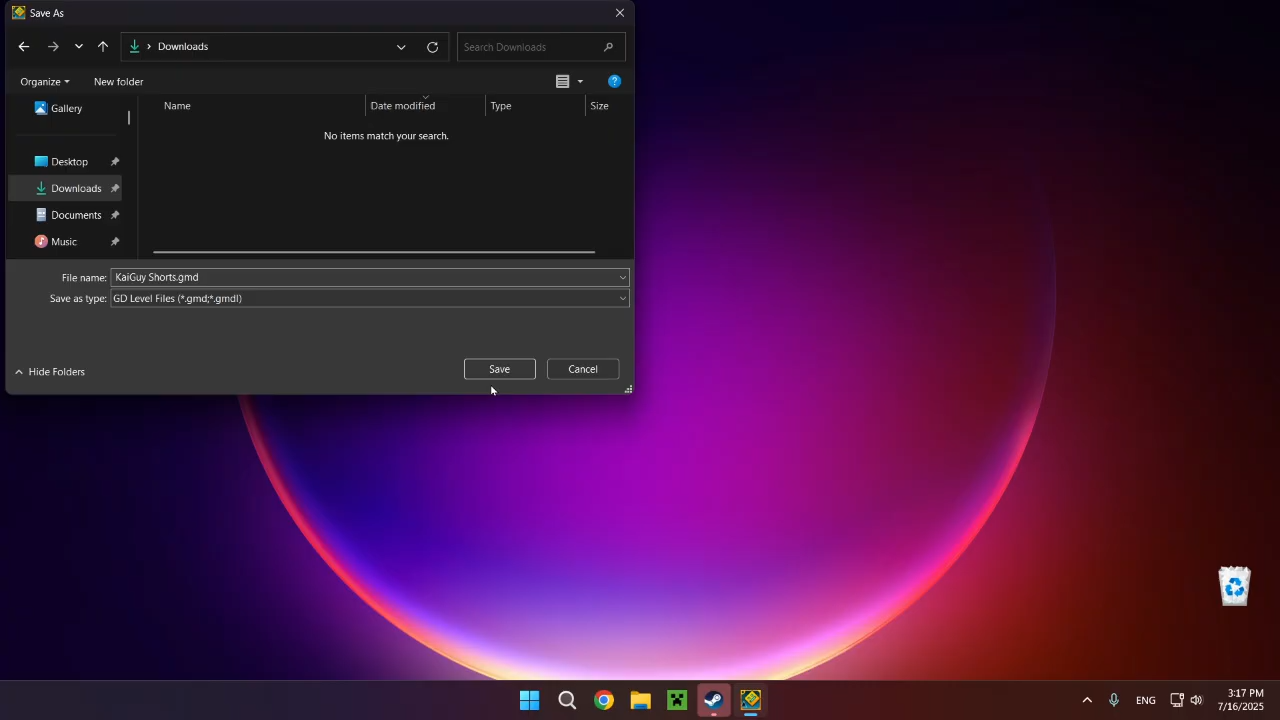 Save As
Downloads
Search Downloads
Organize
New folder
?
Gallery
Name
Date modified
Type
Size
No items match your search.
Desktop
Downloads
Documents
Music
File name:
KaiGuy Shorts.gmd
Save as type:
GD Level Files (*.gmd;*.gmdl)
Hide Folders
Save
Cancel
ENG
3:17 PM
7/16/2025